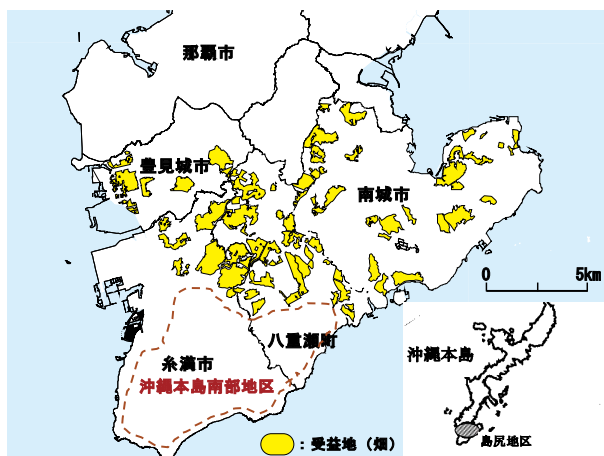 那覇市
豊見城市
南城市
0 5km
八重瀬町
糸満市
沖縄本島南部地区
：受益地（畑）
沖縄本島
島尻地区